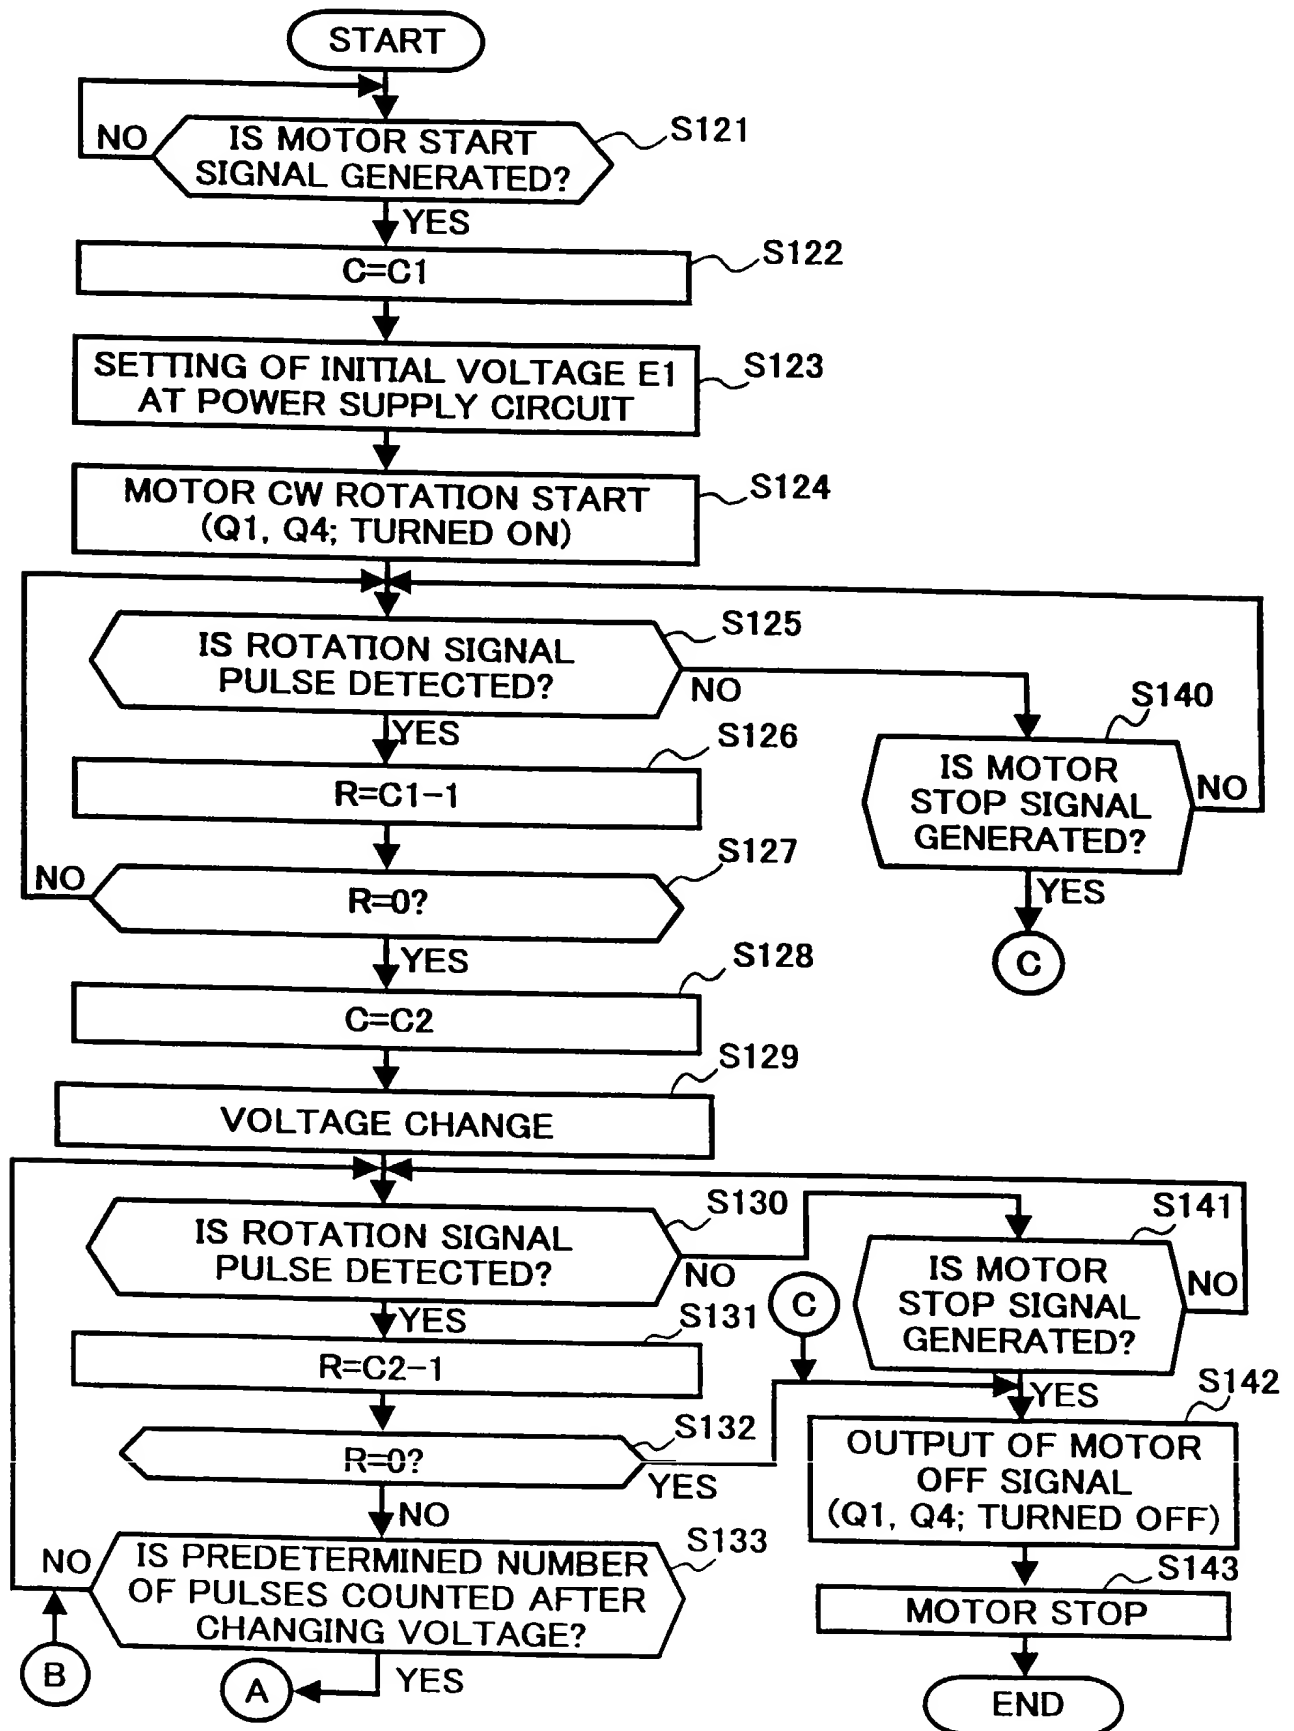 START
NO
IS MOTOR START
SIGNAL GENERATED?
S121
YES
C=C1
S122
SETTING OF INITIAL VOLTAGE E1
AT POWER SUPPLY CIRCUIT
S123
MOTOR CW ROTATION START
(Q1, Q4; TURNED ON)
S124
IS ROTATION SIGNAL
PULSE DETECTED?
S125
NO
YES
S140
IS MOTOR
STOP SIGNAL
GENERATED?
NO
YES
C
S126
R=C1-1
S127
NO
R=0?
YES
S128
C=C2
S129
VOLTAGE CHANGE
S130
IS ROTATION SIGNAL
PULSE DETECTED?
NO
YES
S141
IS MOTOR
STOP SIGNAL
GENERATED?
NO
YES
C
S131
R=C2-1
S132
R=0?
YES
NO
S142
OUTPUT OF MOTOR
OFF SIGNAL
(Q1, Q4; TURNED OFF)
S133
NO
IS PREDETERMINED NUMBER
OF PULSES COUNTED AFTER
CHANGING VOLTAGE?
S143
MOTOR STOP
B
A
YES
END